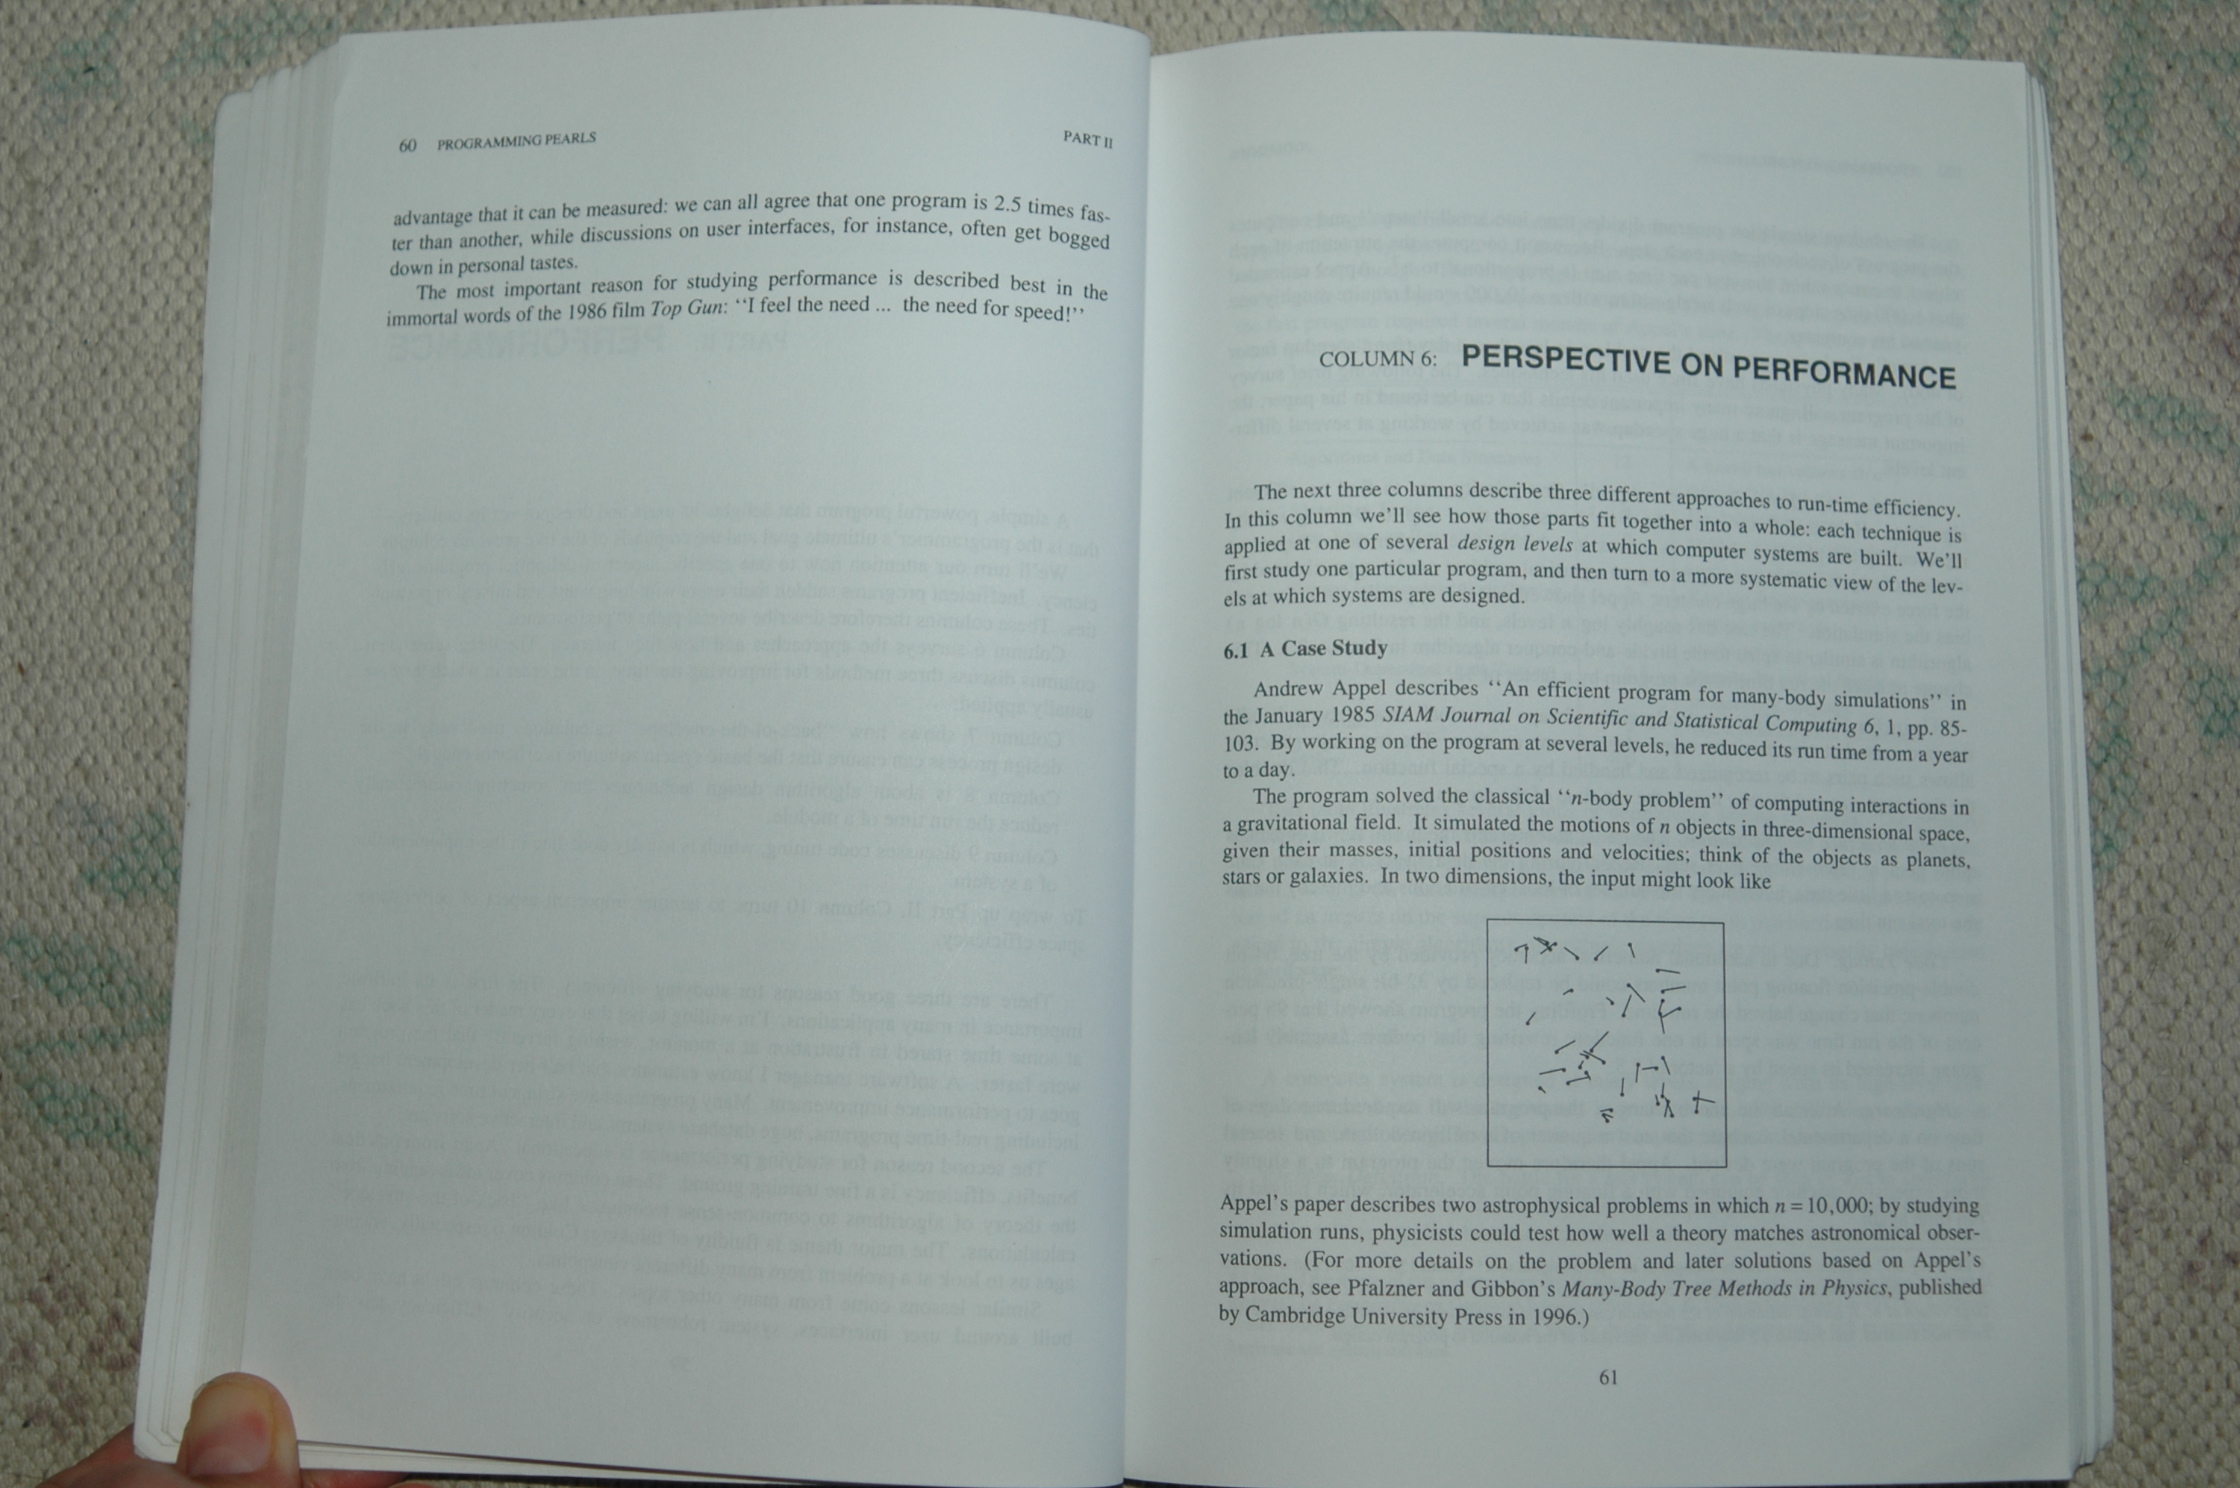 60 PROGRAMMING PEARLS PART II
advantage that it can be measured: we can all agree that one program is 2.5 times fas-
ter than another, while discussions on user interfaces, for instance, often get bogged
down in personal tastes.
The most important reason for studying performance is described best in the
immortal words of the 1986 film Top Gun: ‘‘I feel the need ... the need for speed!’’
COLUMN 6: PERSPECTIVE ON PERFORMANCE
The next three columns describe three different approaches to run-time efficiency.
In this column we’ll see how those parts fit together into a whole: each technique is
applied at one of several design levels at which computer systems are built. We’ll
first study one particular program, and then turn to a more systematic view of the lev-
els at which systems are designed.
6.1 A Case Study
Andrew Appel describes ‘‘An efficient program for many-body simulations’’ in
the January 1985 SIAM Journal on Scientific and Statistical Computing 6, 1, pp. 85-
103. By working on the program at several levels, he reduced its run time from a year
to a day.
The program solved the classical ‘‘n-body problem’’ of computing interactions in
a gravitational field. It simulated the motions of n objects in three-dimensional space,
given their masses, initial positions and velocities; think of the objects as planets,
stars or galaxies. In two dimensions, the input might look like
Appel’s paper describes two astrophysical problems in which n = 10,000; by studying
simulation runs, physicists could test how well a theory matches astronomical obser-
vations. (For more details on the problem and later solutions based on Appel’s
approach, see Pfalzner and Gibbon’s Many-Body Tree Methods in Physics, published
by Cambridge University Press in 1996.)
61